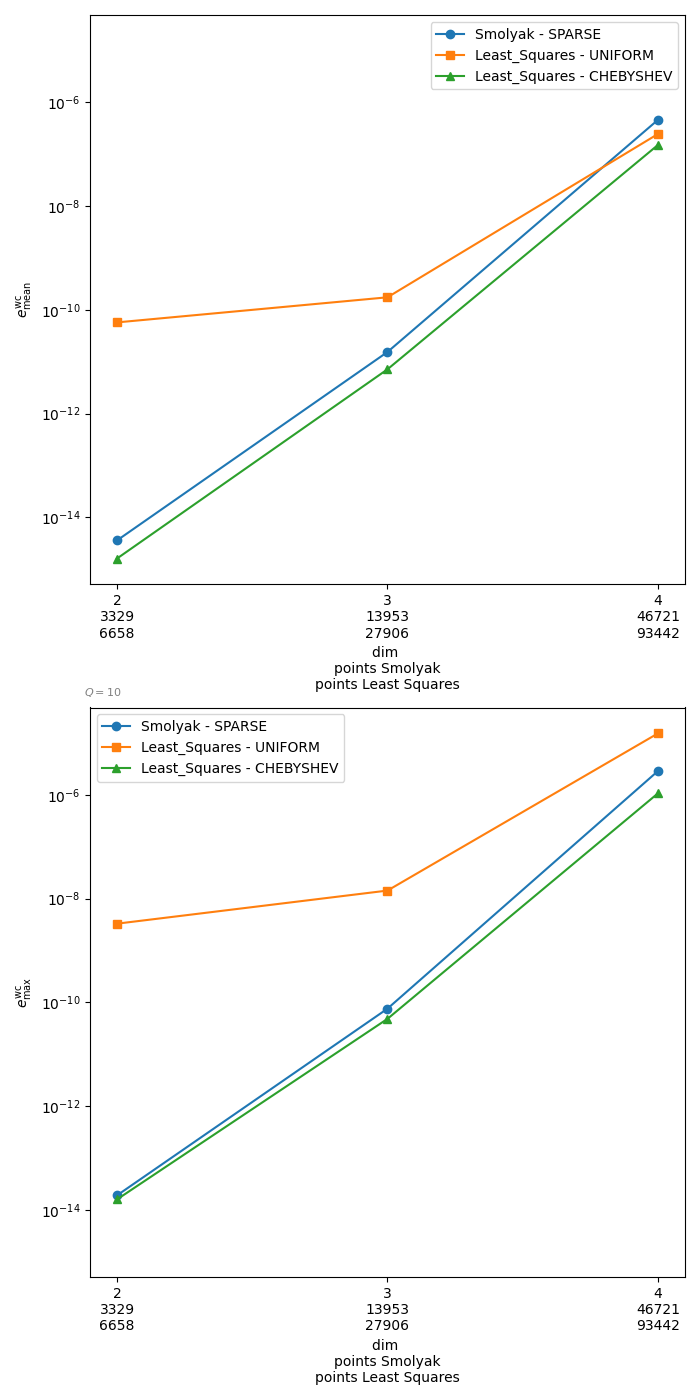 Smolyak - SPARSE
Least_Squares - UNIFORM
Least_Squares - CHEBYSHEV
10⁻⁶
10⁻⁸
10⁻¹⁰
10⁻¹²
10⁻¹⁴
e^wc_mean
2 3 4
3329 13953 46721
6658 27906 93442
dim
points Smolyak
points Least Squares
Q = 10
Smolyak - SPARSE
Least_Squares - UNIFORM
Least_Squares - CHEBYSHEV
10⁻⁶
10⁻⁸
10⁻¹⁰
10⁻¹²
10⁻¹⁴
e^wc_max
2 3 4
3329 13953 46721
6658 27906 93442
dim
points Smolyak
points Least Squares